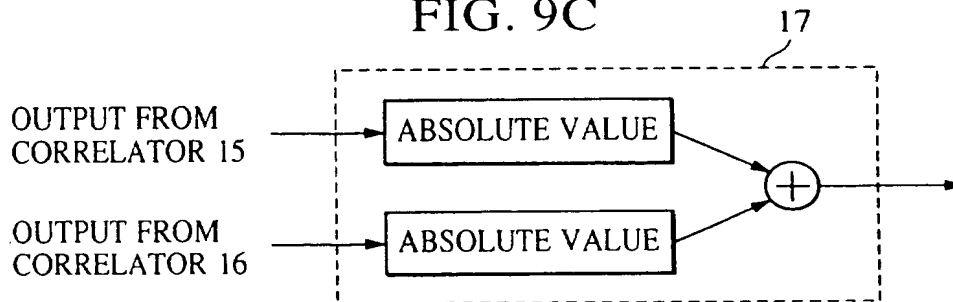 FIG. 9C
17
OUTPUT FROM
CORRELATOR 15
ABSOLUTE VALUE
+
OUTPUT FROM
CORRELATOR 16
ABSOLUTE VALUE